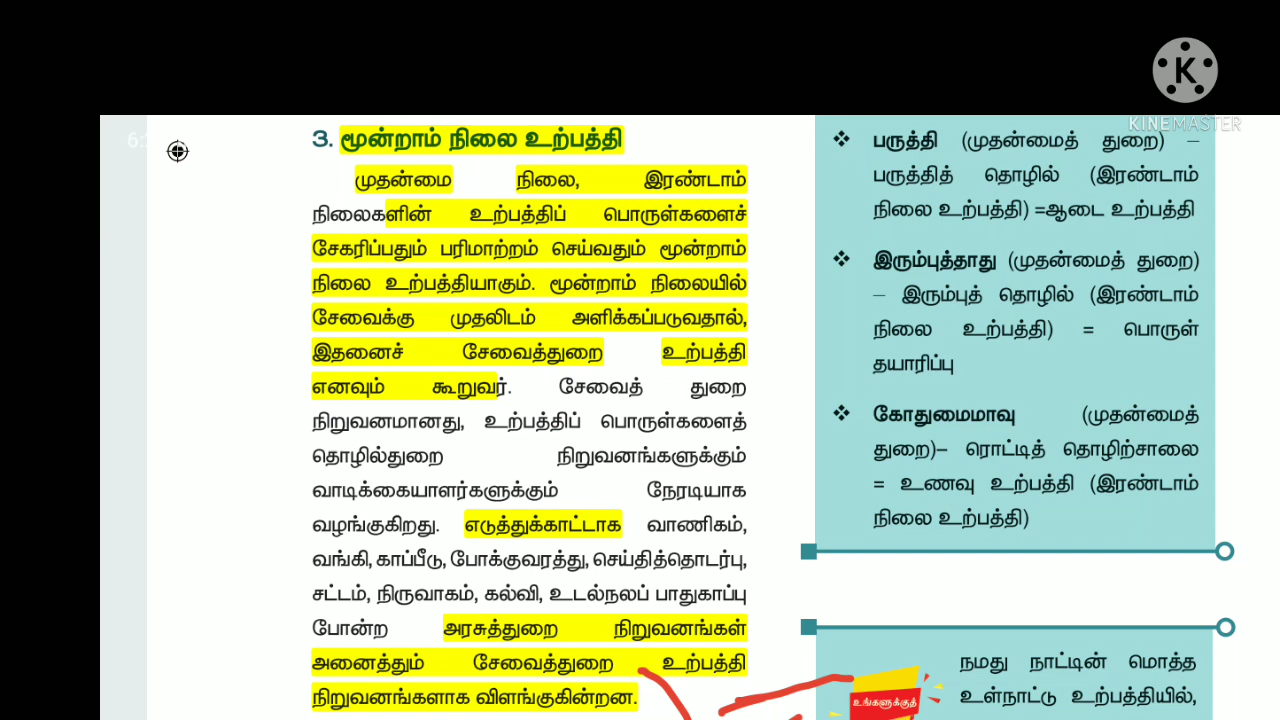 K
KINEMASTER
3. மூன்றாம் நிலை உற்பத்தி
முதன்மை நிலை, இரண்டாம்
நிலைகளின் உற்பத்திப் பொருள்களைச்
சேகரிப்பதும் பரிமாற்றம் செய்வதும் மூன்றாம்
நிலை உற்பத்தியாகும். மூன்றாம் நிலையில்
சேவைக்கு முதலிடம் அளிக்கப்படுவதால்,
இதனைச் சேவைத்துறை உற்பத்தி
எனவும் கூறுவர். சேவைத் துறை
நிறுவனமானது, உற்பத்திப் பொருள்களைத்
தொழில்துறை நிறுவனங்களுக்கும்
வாடிக்கையாளர்களுக்கும் நேரடியாக
வழங்குகிறது. எடுத்துக்காட்டாக வாணிகம்,
வங்கி, காப்பீடு, போக்குவரத்து, செய்தித்தொடர்பு,
சட்டம், நிருவாகம், கல்வி, உடல்நலப் பாதுகாப்பு
போன்ற அரசுத்துறை நிறுவனங்கள்
அனைத்தும் சேவைத்துறை உற்பத்தி
நிறுவனங்களாக விளங்குகின்றன.
❖ பருத்தி (முதன்மைத் துறை) –
பருத்தித் தொழில் (இரண்டாம்
நிலை உற்பத்தி) =ஆடை உற்பத்தி
❖ இரும்புத்தாது (முதன்மைத் துறை)
– இரும்புத் தொழில் (இரண்டாம்
நிலை உற்பத்தி) = பொருள்
தயாரிப்பு
❖ கோதுமைமாவு (முதன்மைத்
துறை)– ரொட்டித் தொழிற்சாலை
= உணவு உற்பத்தி (இரண்டாம்
நிலை உற்பத்தி)
நமது நாட்டின் மொத்த
உள்நாட்டு உற்பத்தியில்,
உங்களுக்குத்